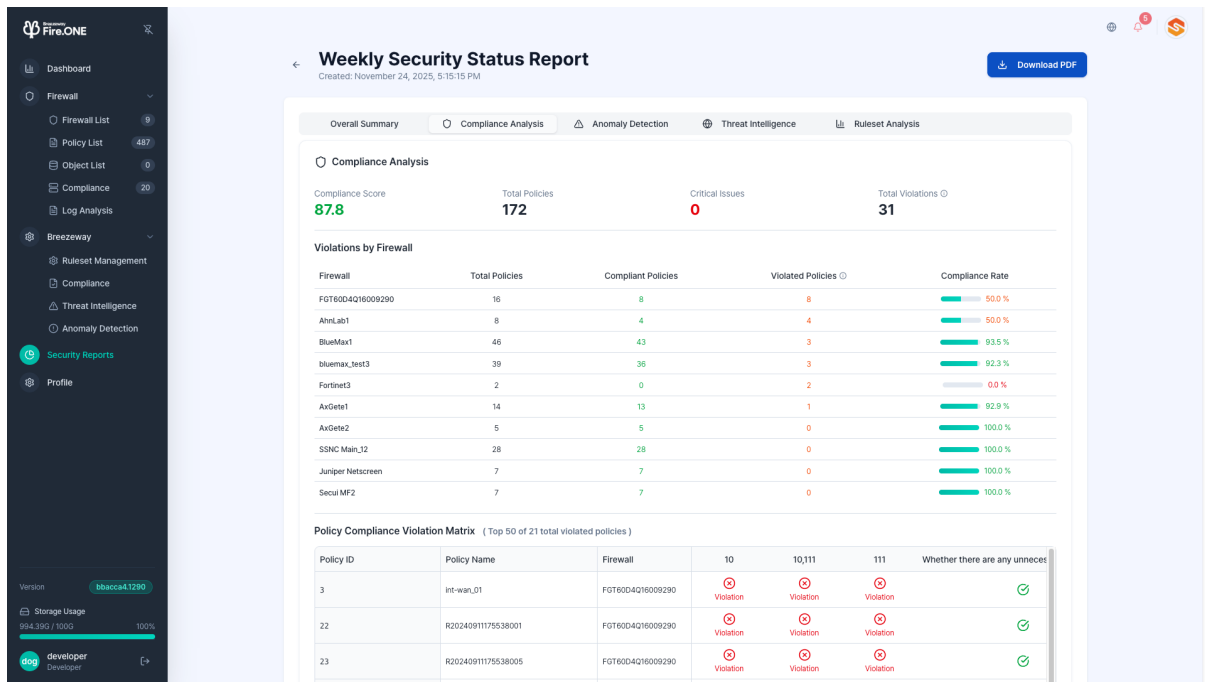 Breezeway
Fire.ONE
Dashboard
Firewall
Firewall List 9
Policy List 487
Object List 0
Compliance 20
Log Analysis
Breezeway
Ruleset Management
Compliance
Threat Intelligence
Anomaly Detection
Security Reports
Profile
Version bbacca4.1290
Storage Usage
994.39G / 100G 100%
dog
developer
Developer
5
Weekly Security Status Report
Created: November 24, 2025, 5:15:15 PM
Download PDF
Overall Summary Compliance Analysis Anomaly Detection Threat Intelligence Ruleset Analysis
Compliance Analysis
Compliance Score Total Policies Critical Issues Total Violations
87.8 172 0 31
Violations by Firewall
Firewall Total Policies Compliant Policies Violated Policies Compliance Rate
FGT60D4Q16009290 16 8 8 50.0 %
AhnLab1 8 4 4 50.0 %
BlueMax1 46 43 3 93.5 %
bluemax_test3 39 36 3 92.3 %
Fortinet3 2 0 2 0.0 %
AxGete1 14 13 1 92.9 %
AxGete2 5 5 0 100.0 %
SSNC Main_12 28 28 0 100.0 %
Juniper Netscreen 7 7 0 100.0 %
Secui MF2 7 7 0 100.0 %
Policy Compliance Violation Matrix ( Top 50 of 21 total violated policies )
Policy ID Policy Name Firewall 10 10,111 111 Whether there are any unneces
3 int-wan_01 FGT60D4Q16009290 Violation Violation Violation
22 R20240911175538001 FGT60D4Q16009290 Violation Violation Violation
23 R20240911175538005 FGT60D4Q16009290 Violation Violation Violation